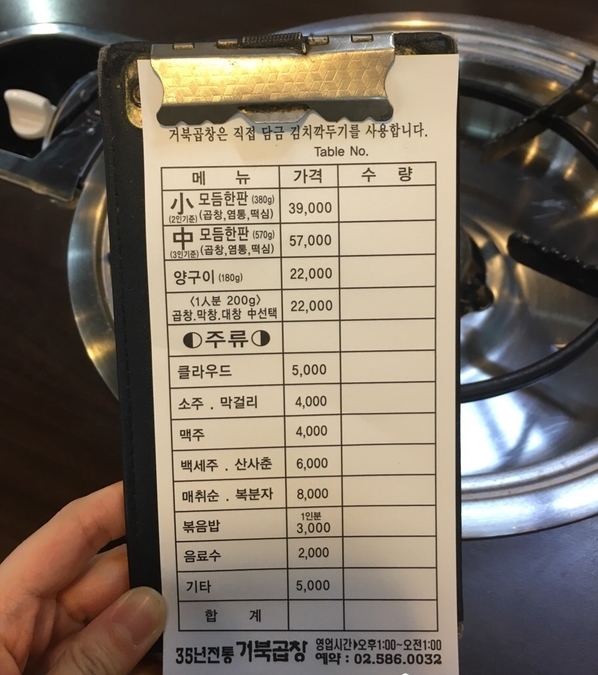 거북곱창은 직접 담금 김치깍두기를 사용합니다.
Table No.
메 뉴 가격 수 량
小 모듬한판 (380g) 39,000
(2인기준) (곱창,염통,떡심)
中 모듬한판 (570g) 57,000
(3인기준) (곱창,염통,떡심)
양구이 (180g) 22,000
〈1人分 200g〉 22,000
곱창,막창,대창 中선택
◐주류◑
클라우드 5,000
소주 . 막걸리 4,000
맥주 4,000
백세주 . 산사춘 6,000
매취순 . 복분자 8,000
볶음밥 1인분 3,000
음료수 2,000
기타 5,000
합 계
35년전통 거북곱창 영업시간▶오후1:00~오전1:00
예약 : 02.586.0032